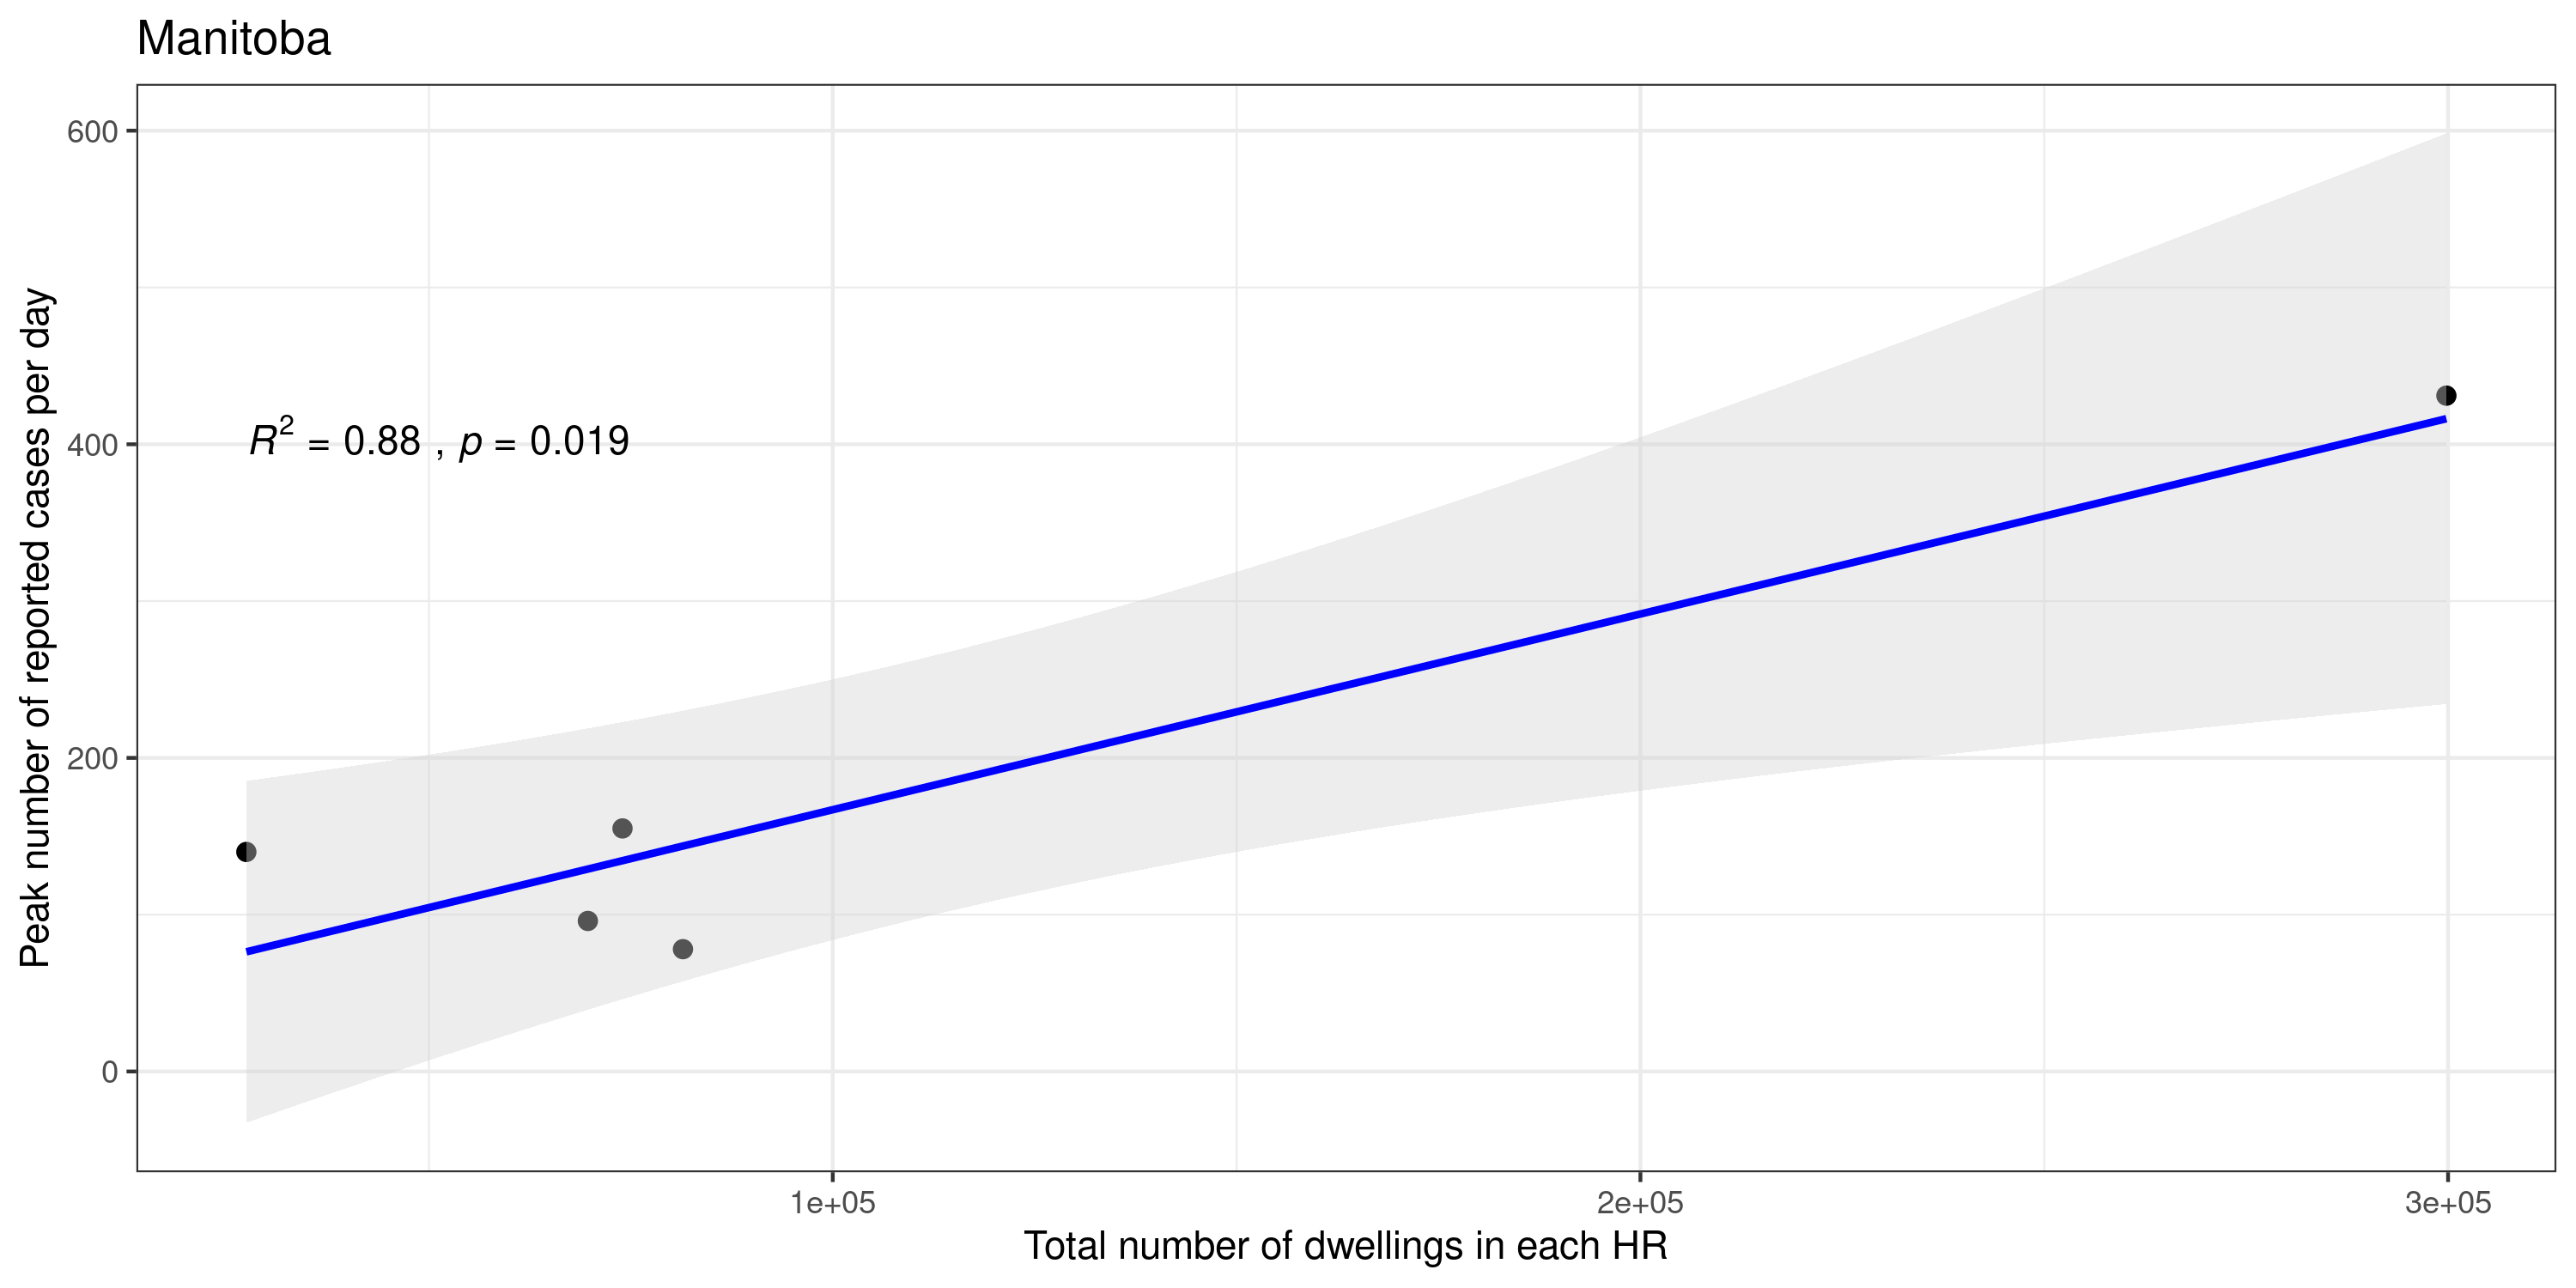 Manitoba
Peak number of reported cases per day
600
400
200
0
R² = 0.88 , p = 0.019
1e+05
2e+05
3e+05
Total number of dwellings in each HR